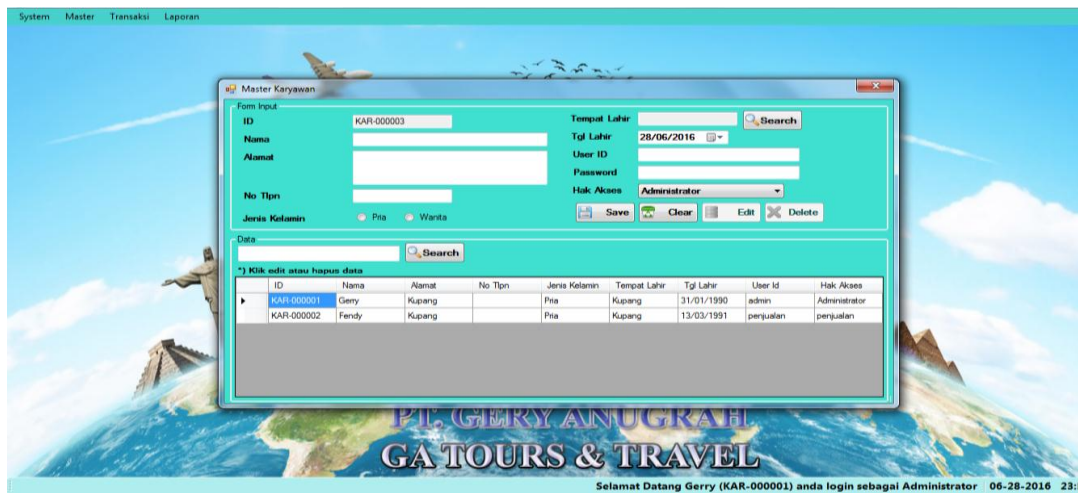 System Master Transaksi Laporan
Master Karyawan
Form Input
ID KAR-000003
Nama
Alamat
No Tlpn
Jenis Kelamin Pria Wanita
Tempat Lahir Search
Tgl Lahir 28/06/2016
User ID
Password
Hak Akses Administrator
Save Clear Edit Delete
Data
Search
*) Klik edit atau hapus data
ID Nama Alamat No Tlpn Jenis Kelamin Tempat Lahir Tgl Lahir User Id Hak Akses
KAR-000001 Gerry Kupang Pria Kupang 31/01/1990 admin Administrator
KAR-000002 Fendy Kupang Pria Kupang 13/03/1991 penjualan penjualan
PT. GERY ANUGRAH
GA TOURS & TRAVEL
Selamat Datang Gerry (KAR-000001) anda login sebagai Administrator 06-28-2016 23: